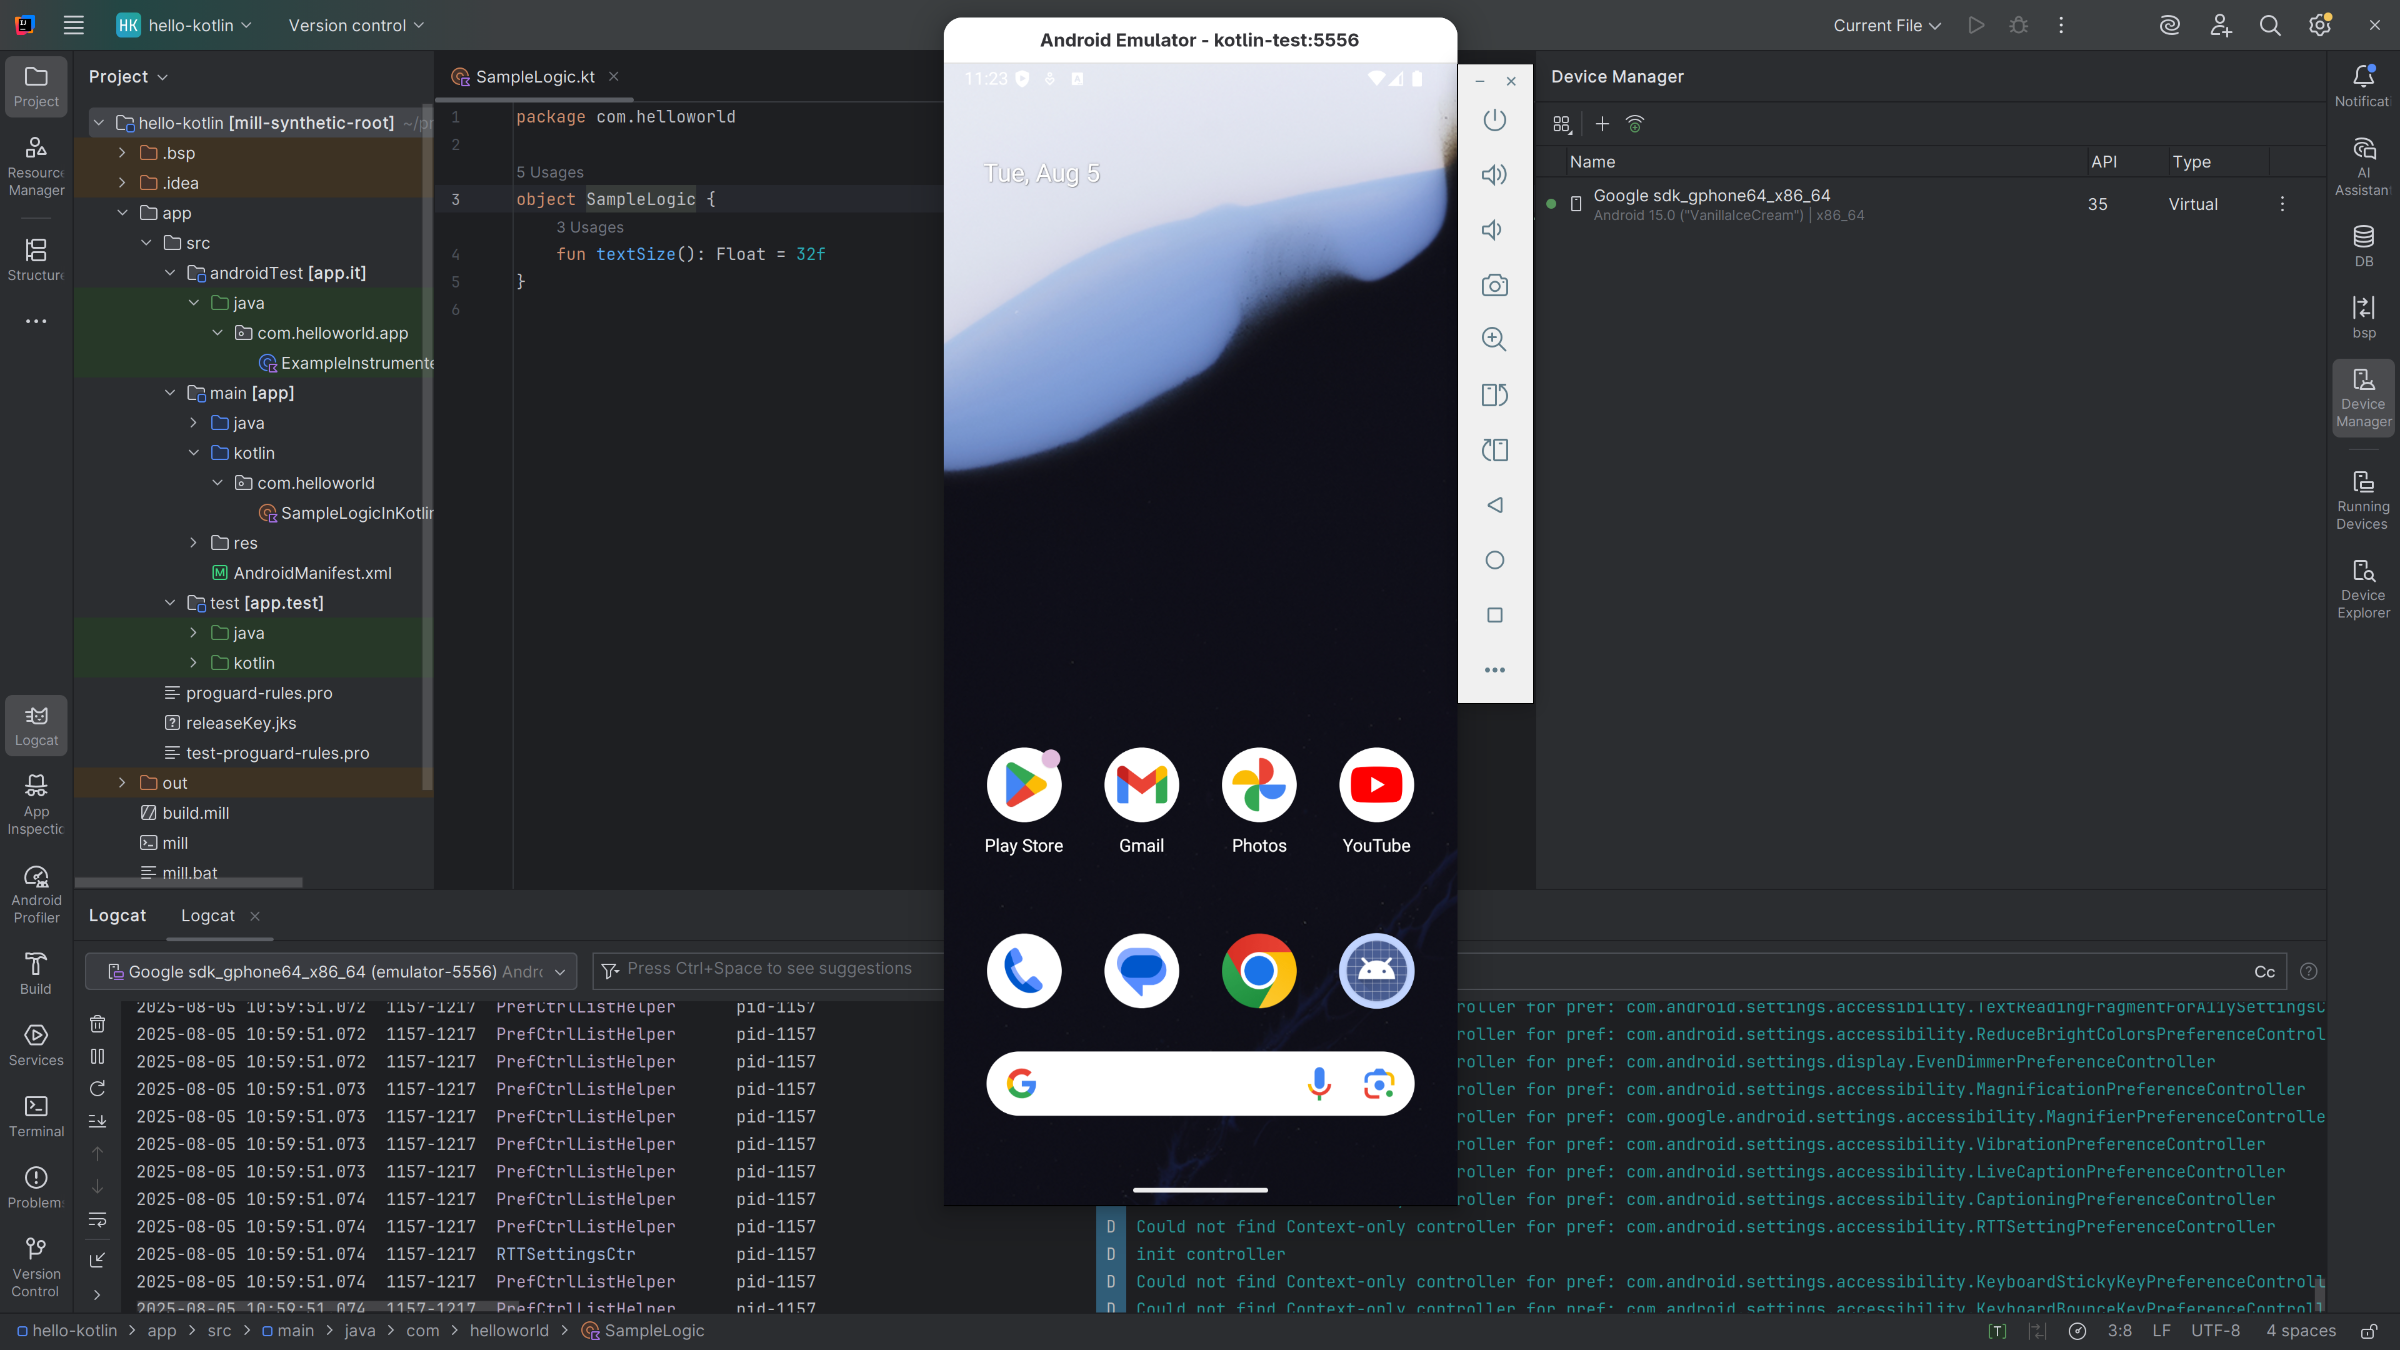 HK hello-kotlin
Version control
Current File
Project
Resourc
Manager
Structure
Logcat
App
Inspectic
Android
Profiler
Build
Services
Terminal
Problem
Version
Control
Project
hello-kotlin [mill-synthetic-root] ~/pr
.bsp
.idea
app
src
androidTest [app.it]
java
com.helloworld.app
ExampleInstrumente
main [app]
java
kotlin
com.helloworld
SampleLogicInKotlin
res
AndroidManifest.xml
test [app.test]
java
kotlin
proguard-rules.pro
releaseKey.jks
test-proguard-rules.pro
out
build.mill
mill
mill.bat
SampleLogic.kt
1 package com.helloworld
2
5 Usages
3 object SampleLogic {
3 Usages
4 fun textSize(): Float = 32f
5 }
6
Android Emulator - kotlin-test:5556
11:23
Tue, Aug 5
Play Store
Gmail
Photos
YouTube
Device Manager
Name API Type
Google sdk_gphone64_x86_64 35 Virtual
Android 15.0 ("VanillaIceCream") | x86_64
Notificati
AI
Assistan
DB
bsp
Device
Manager
Running
Devices
Device
Explorer
Logcat Logcat
Google sdk_gphone64_x86_64 (emulator-5556) Andro
Press Ctrl+Space to see suggestions
Cc
2025-08-05 10:59:51.072 1157-1217 PrefCtrlListHelper pid-1157 roller for pref: com.android.settings.accessibility.TextReadingFragmentForA11ySettingsC
2025-08-05 10:59:51.072 1157-1217 PrefCtrlListHelper pid-1157 roller for pref: com.android.settings.accessibility.ReduceBrightColorsPreferenceControl
2025-08-05 10:59:51.072 1157-1217 PrefCtrlListHelper pid-1157 roller for pref: com.android.settings.display.EvenDimmerPreferenceController
2025-08-05 10:59:51.073 1157-1217 PrefCtrlListHelper pid-1157 roller for pref: com.android.settings.accessibility.MagnificationPreferenceController
2025-08-05 10:59:51.073 1157-1217 PrefCtrlListHelper pid-1157 roller for pref: com.google.android.settings.accessibility.MagnifierPreferenceControlle
2025-08-05 10:59:51.073 1157-1217 PrefCtrlListHelper pid-1157 roller for pref: com.android.settings.accessibility.VibrationPreferenceController
2025-08-05 10:59:51.073 1157-1217 PrefCtrlListHelper pid-1157 roller for pref: com.android.settings.accessibility.LiveCaptionPreferenceController
2025-08-05 10:59:51.074 1157-1217 PrefCtrlListHelper pid-1157 roller for pref: com.android.settings.accessibility.CaptioningPreferenceController
2025-08-05 10:59:51.074 1157-1217 PrefCtrlListHelper pid-1157 D Could not find Context-only controller for pref: com.android.settings.accessibility.RTTSettingPreferenceController
2025-08-05 10:59:51.074 1157-1217 RTTSettingsCtr pid-1157 D init controller
2025-08-05 10:59:51.074 1157-1217 PrefCtrlListHelper pid-1157 D Could not find Context-only controller for pref: com.android.settings.accessibility.KeyboardStickyKeyPreferenceControll
2025-08-05 10:59:51.074 1157-1217 PrefCtrlListHelper pid-1157 D Could not find Context-only controller for pref: com.android.settings.accessibility.KeyboardBounceKeyPreferenceControll
hello-kotlin > app > src > main > java > com > helloworld > SampleLogic
[T] 3:8 LF UTF-8 4 spaces